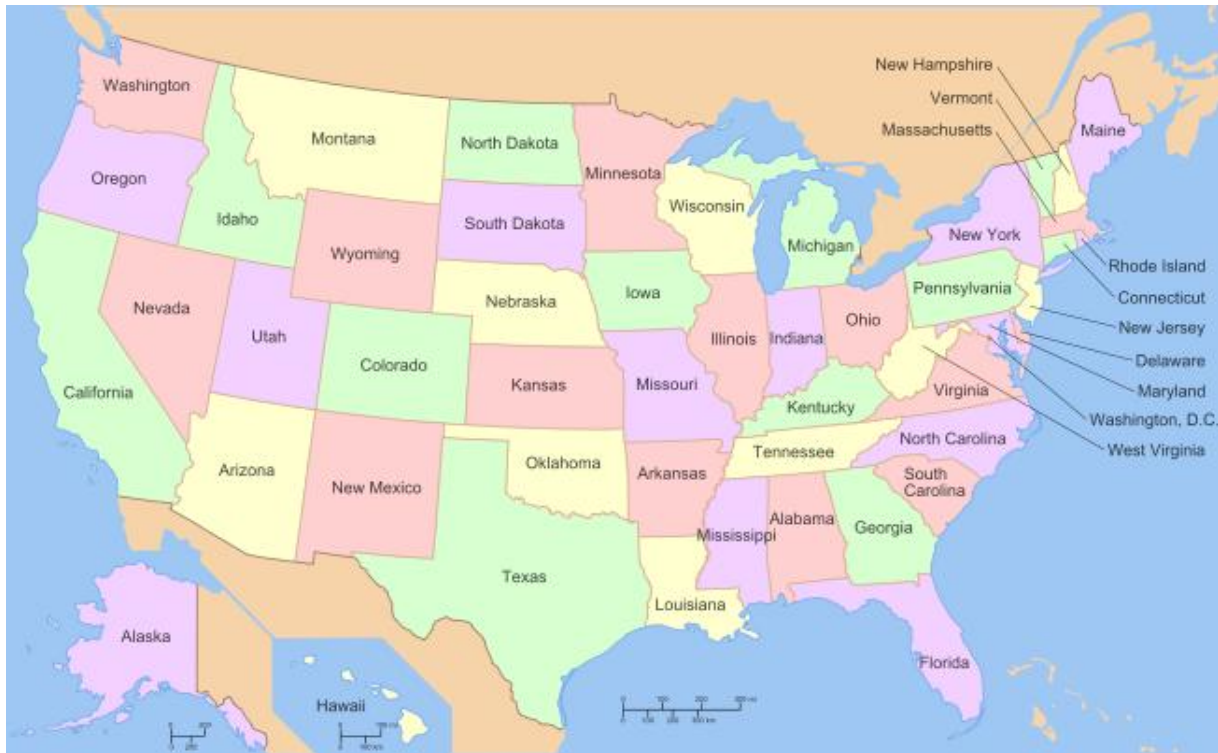 New Hampshire
Vermont
Massachusetts
Washington
Montana
North Dakota
Minnesota
Maine
Oregon
Idaho
Wyoming
South Dakota
Wisconsin
Michigan
New York
Rhode Island
Connecticut
New Jersey
Delaware
Maryland
Washington, D.C.
West Virginia
Nevada
Utah
Colorado
Nebraska
Iowa
Illinois
Indiana
Ohio
Pennsylvania
California
Kansas
Missouri
Kentucky
Virginia
Arizona
New Mexico
Oklahoma
Arkansas
Tennessee
North Carolina
South
Carolina
Texas
Louisiana
Mississippi
Alabama
Georgia
Florida
Alaska
Hawaii